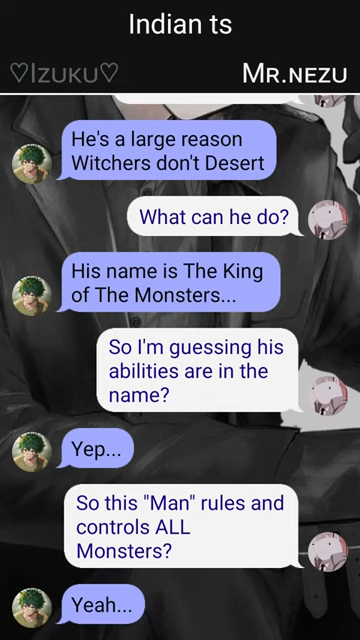 Indian ts
♡Izuku♡
Mr.nezu
He's a large reason
Witchers don't Desert
What can he do?
His name is The King
of The Monsters...
So I'm guessing his
abilities are in the
name?
Yep...
So this "Man" rules and
controls ALL
Monsters?
Yeah...